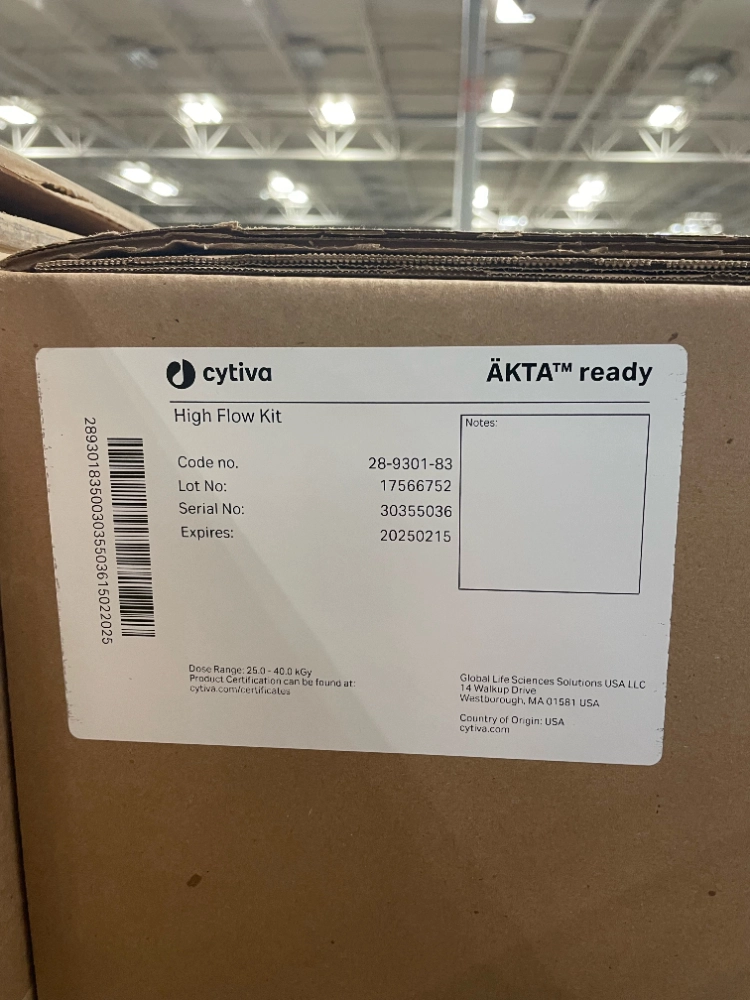 cytiva
ÄKTA™ ready
High Flow Kit
Notes:
Code no. 28-9301-83
Lot No: 17566752
Serial No: 30355036
Expires: 20250215
289301835003035503615022025
Dose Range: 25.0 - 40.0 kGy
Product Certification can be found at:
cytiva.com/certificates
Global Life Sciences Solutions USA LLC
14 Walkup Drive
Westborough, MA 01581 USA
Country of Origin: USA
cytiva.com